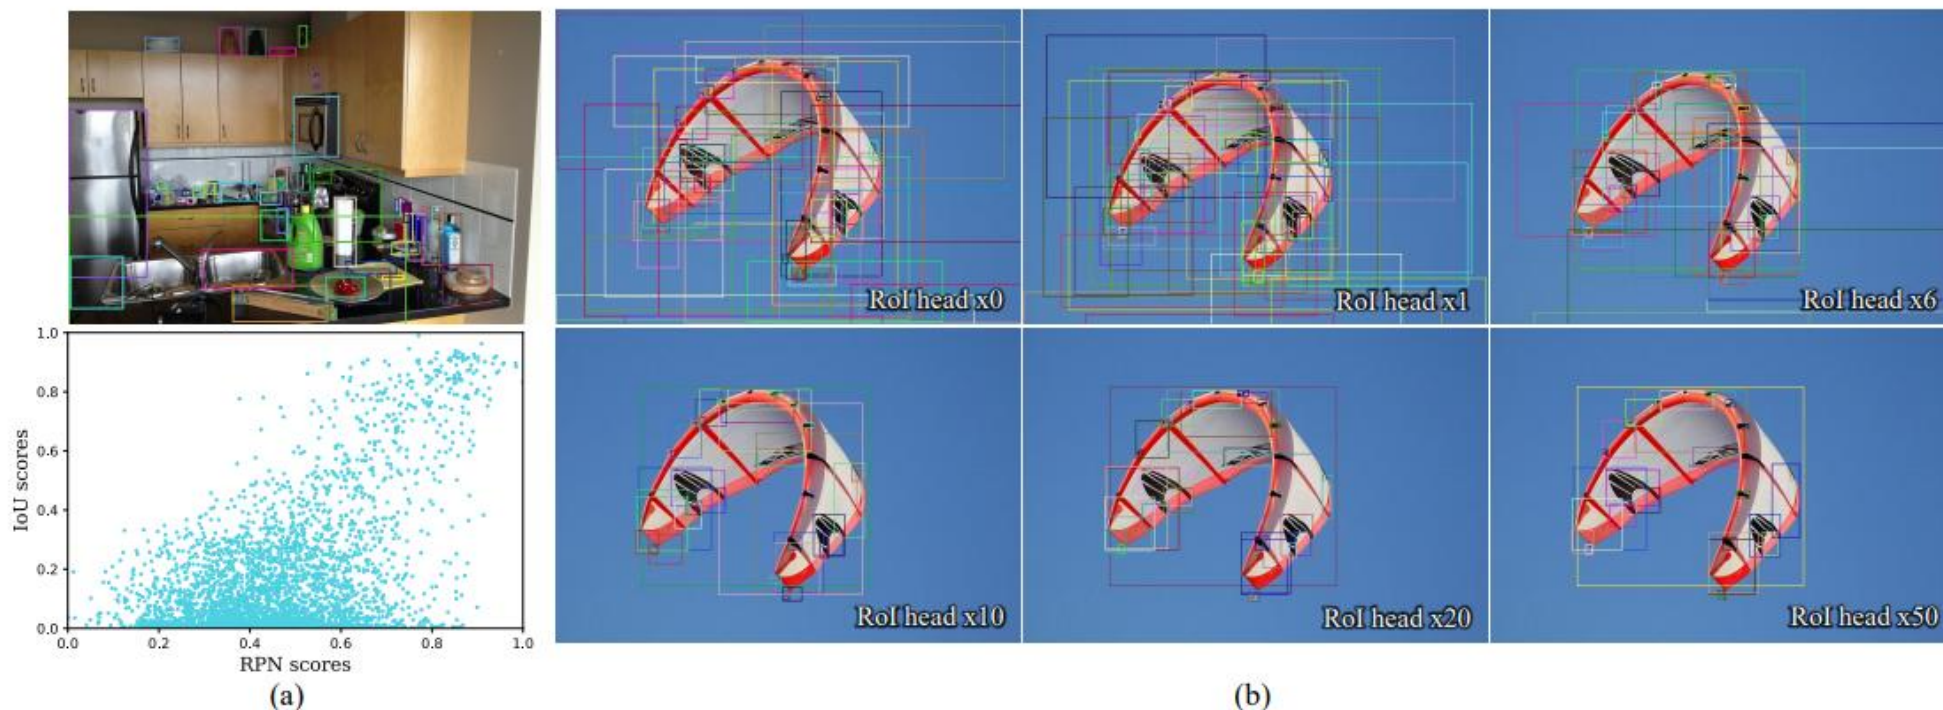 RoI head x0
RoI head x1
RoI head x6
1.0
0.8
0.6
0.4
0.2
0.0
IoU scores
0.0 0.2 0.4 0.6 0.8 1.0
RPN scores
RoI head x10
RoI head x20
RoI head x50
(a)
(b)